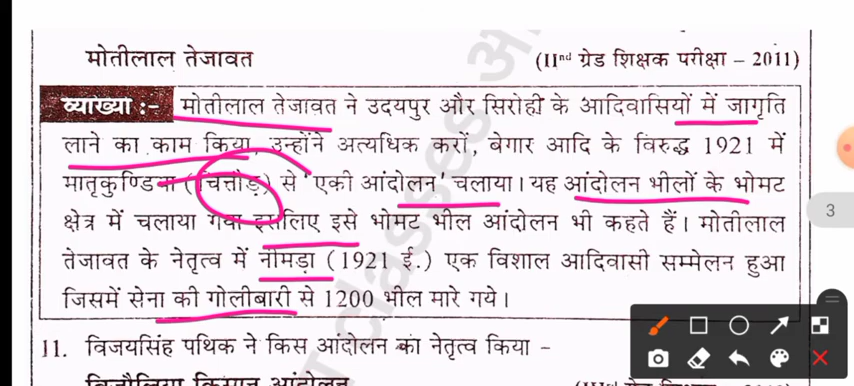 मोतीलाल तेजावत (IInd ग्रेड शिक्षक परीक्षा – 2011)
व्याख्या :- मोतीलाल तेजावत ने उदयपुर और सिरोही के आदिवासियों में जागृति
लाने का काम किया, उन्होंने अत्यधिक करों, बेगार आदि के विरुद्ध 1921 में
मातृकुण्डिया (चित्तौड़) से 'एकी आंदोलन' चलाया। यह आंदोलन भीलों के भोमट
क्षेत्र में चलाया गया इसलिए इसे भोमट भील आंदोलन भी कहते हैं। मोतीलाल
तेजावत के नेतृत्व में नीमड़ा (1921 ई.) एक विशाल आदिवासी सम्मेलन हुआ
जिसमें सेना की गोलीबारी से 1200 भील मारे गये।
11. विजयसिंह पथिक ने किस आंदोलन का नेतृत्व किया –
बिजौलिया किसान आंदोलन
classes
3